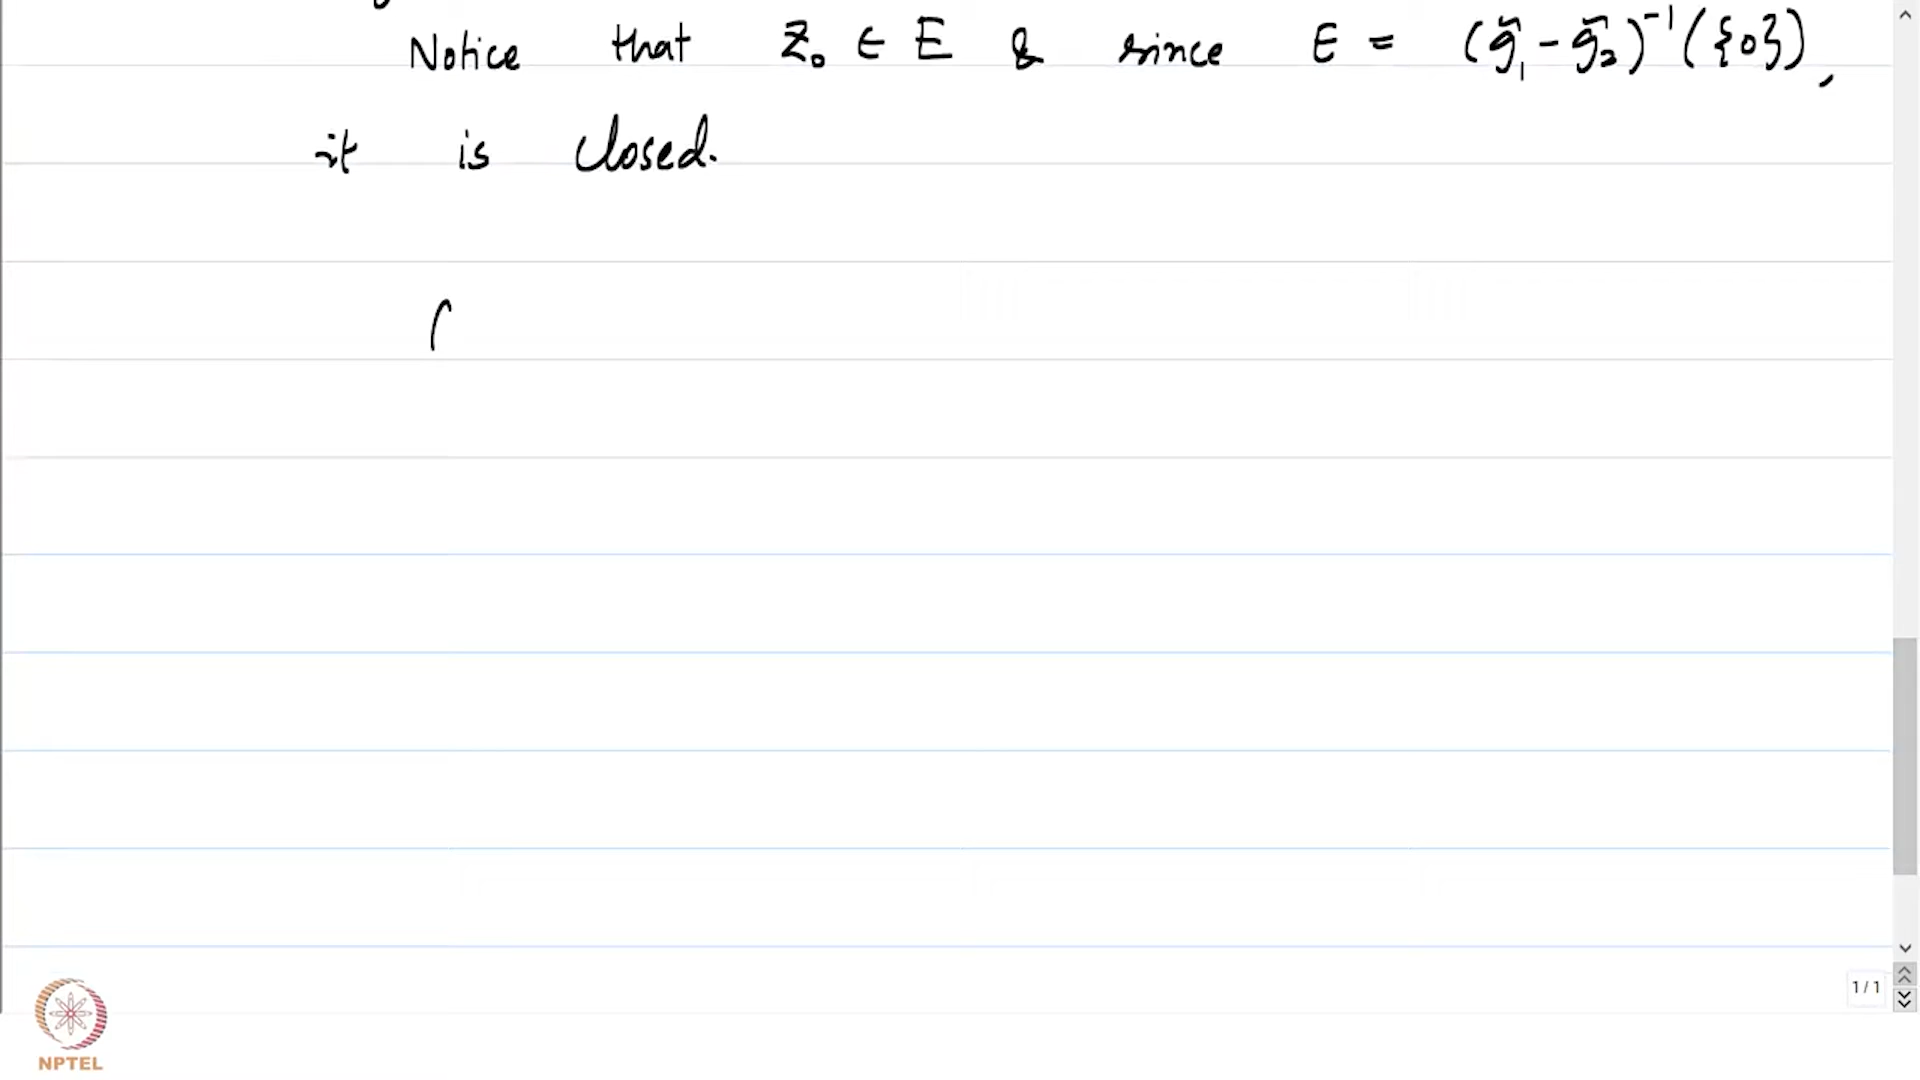 Notice that z₀ ∈ E & since E = (g̃₁ - g̃₂)⁻¹({0}),
it is closed.
(
1 / 1
NPTEL